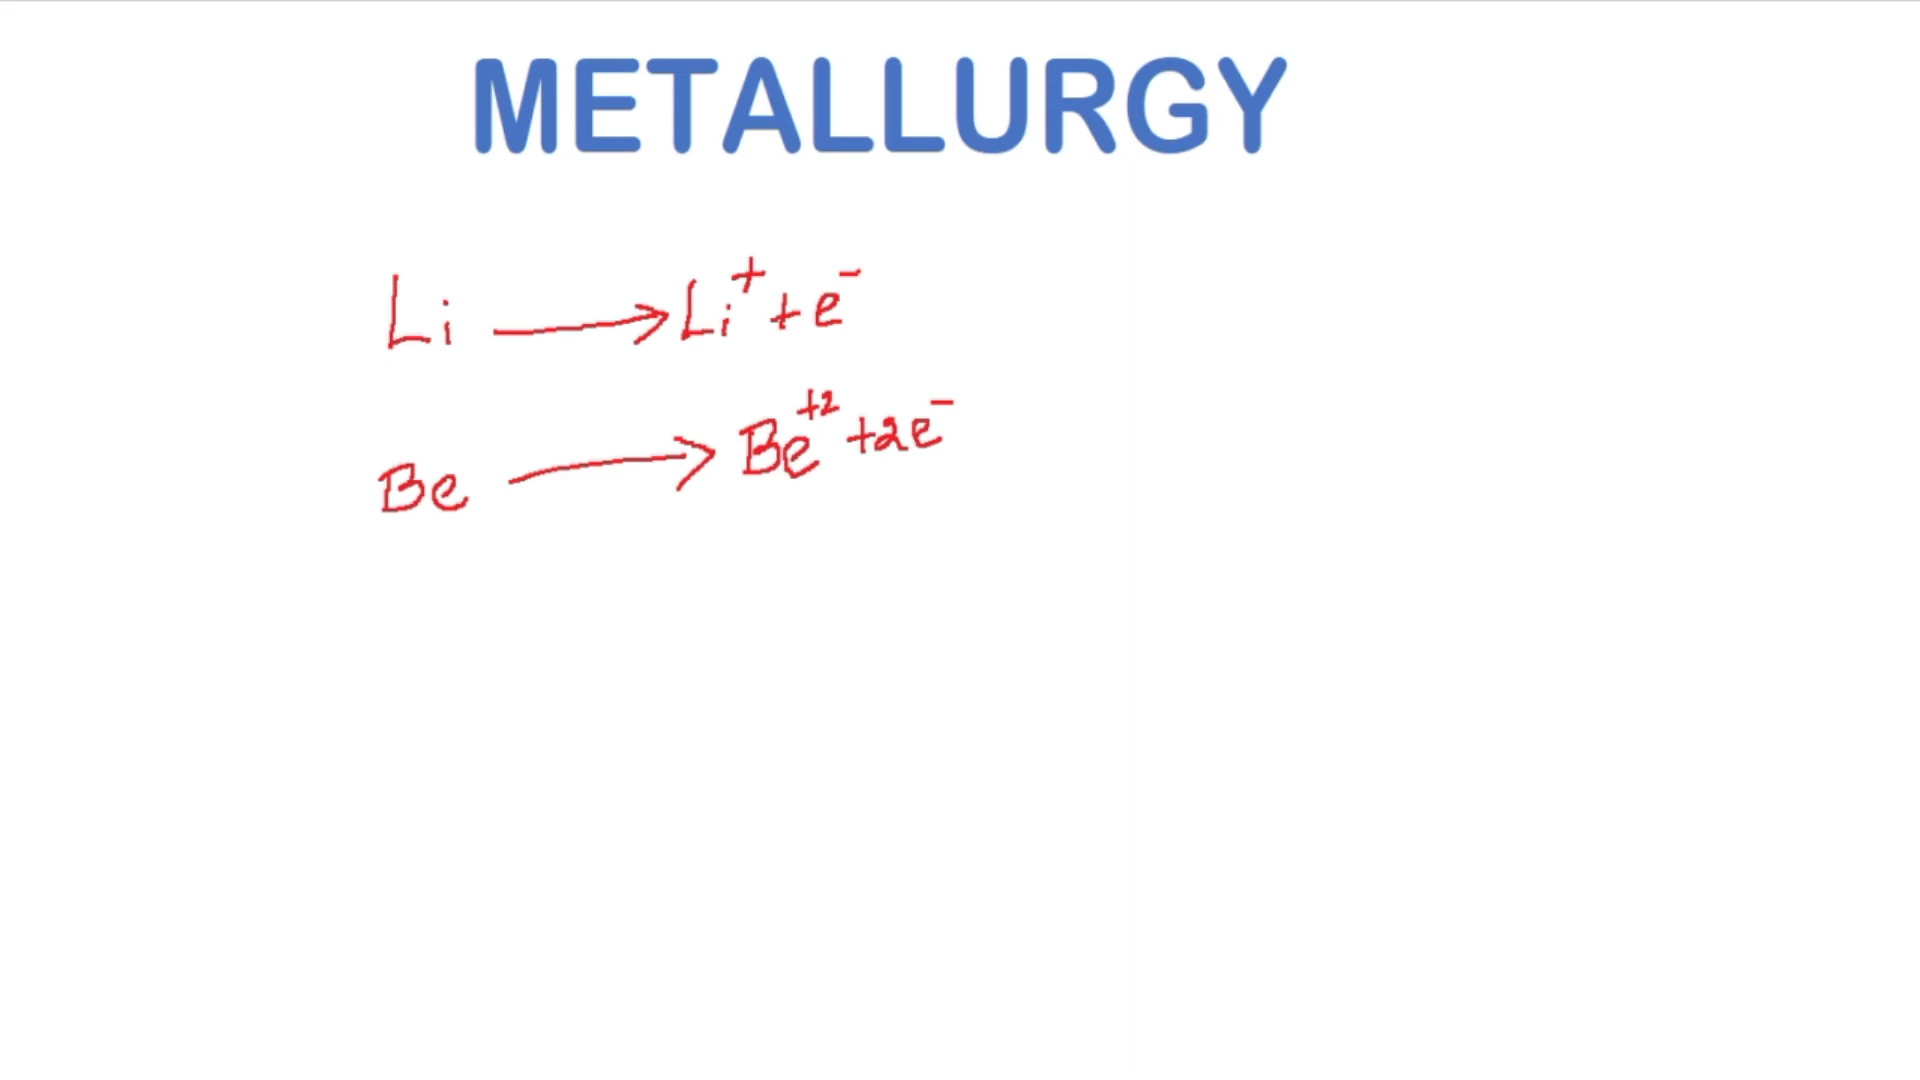 METALLURGY
Li → Li⁺ + e⁻
Be → Be⁺² + 2e⁻